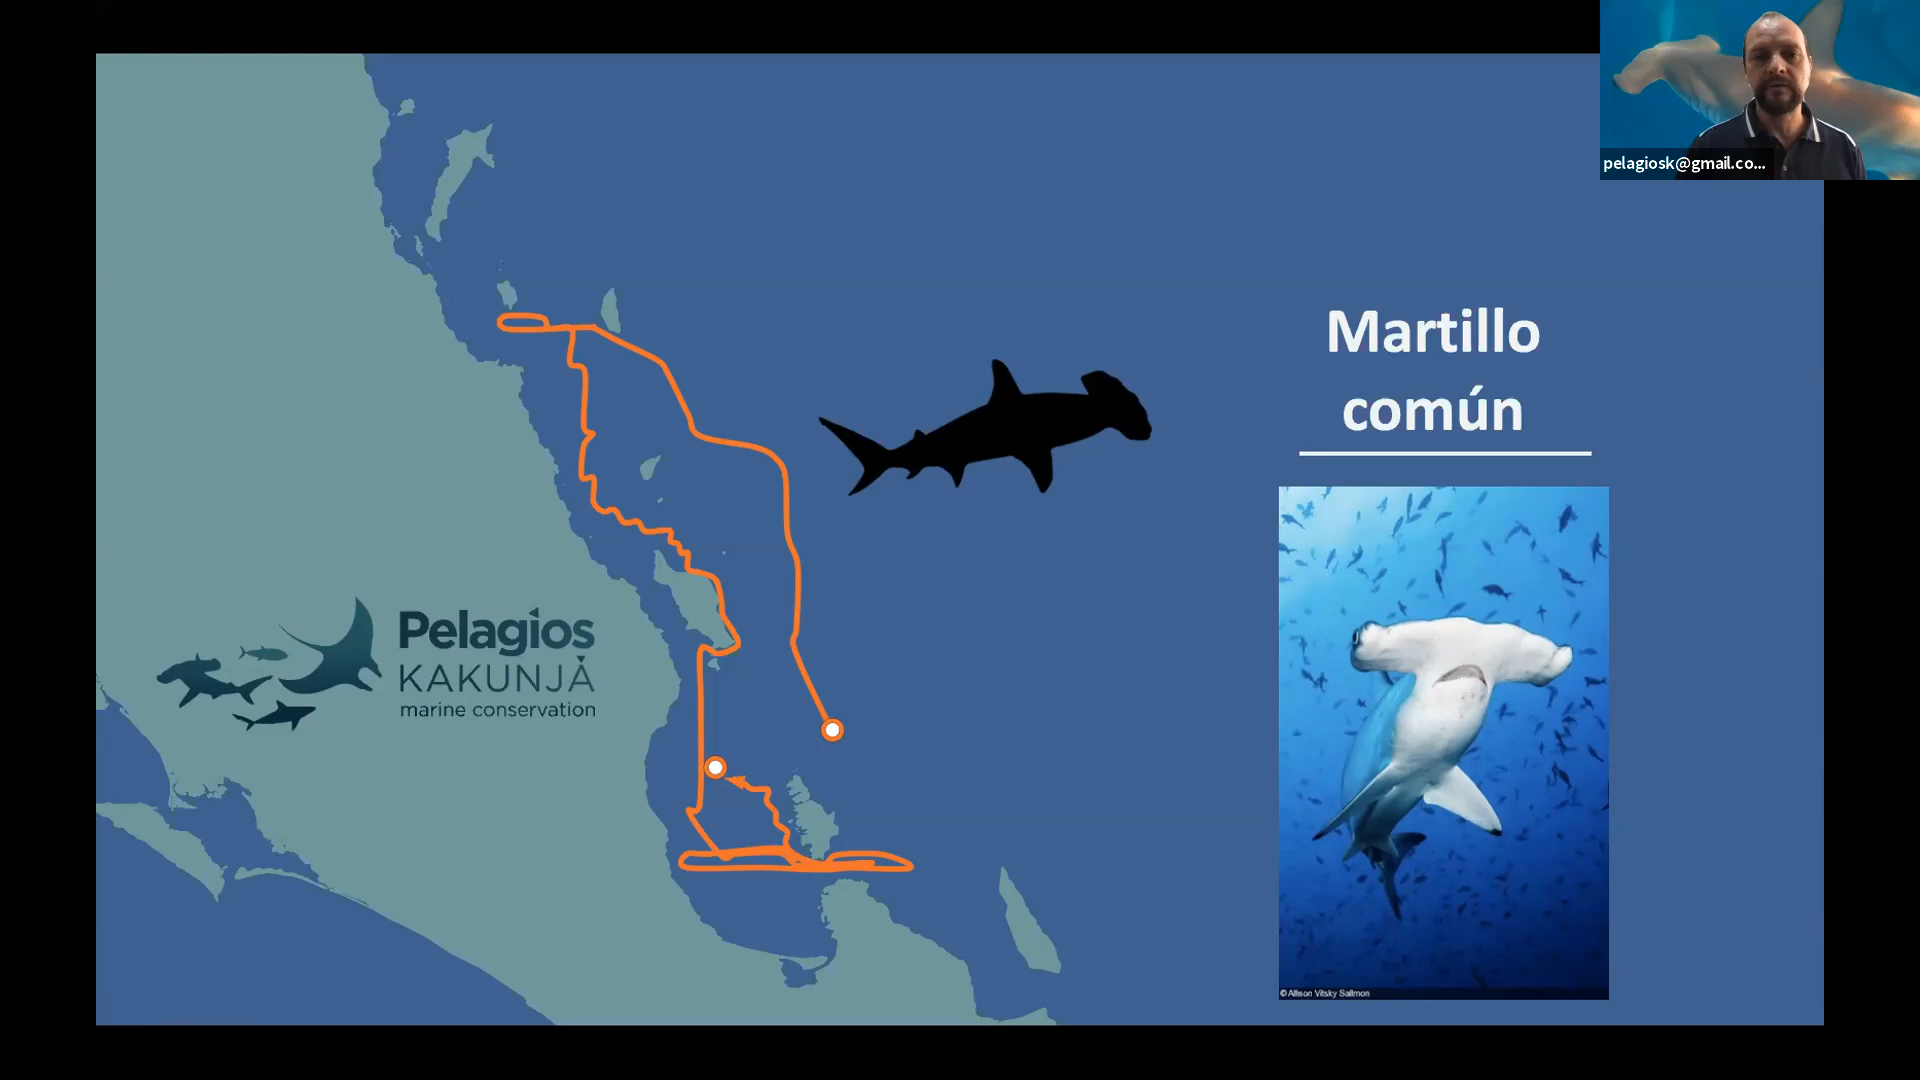 pelagiosk@gmail.co...
Martillo
común
Pelagios
KAKUNJÁ
marine conservation
© Allison Vitsky Sallmon